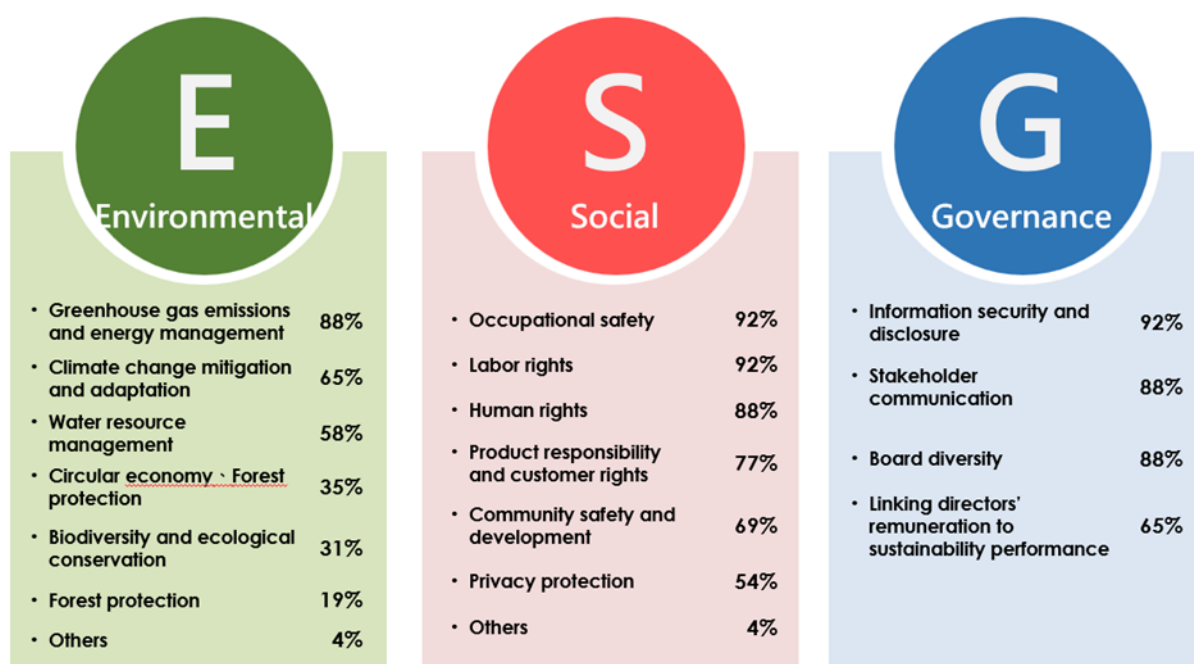 E
Environmental
• Greenhouse gas emissions
and energy management 88%
• Climate change mitigation
and adaptation 65%
• Water resource
management 58%
• Circular economy、Forest
protection 35%
• Biodiversity and ecological
conservation 31%
• Forest protection 19%
• Others 4%
S
Social
• Occupational safety 92%
• Labor rights 92%
• Human rights 88%
• Product responsibility
and customer rights 77%
• Community safety and
development 69%
• Privacy protection 54%
• Others 4%
G
Governance
• Information security and
disclosure 92%
• Stakeholder
communication 88%
• Board diversity 88%
• Linking directors’
remuneration to 65%
sustainability performance